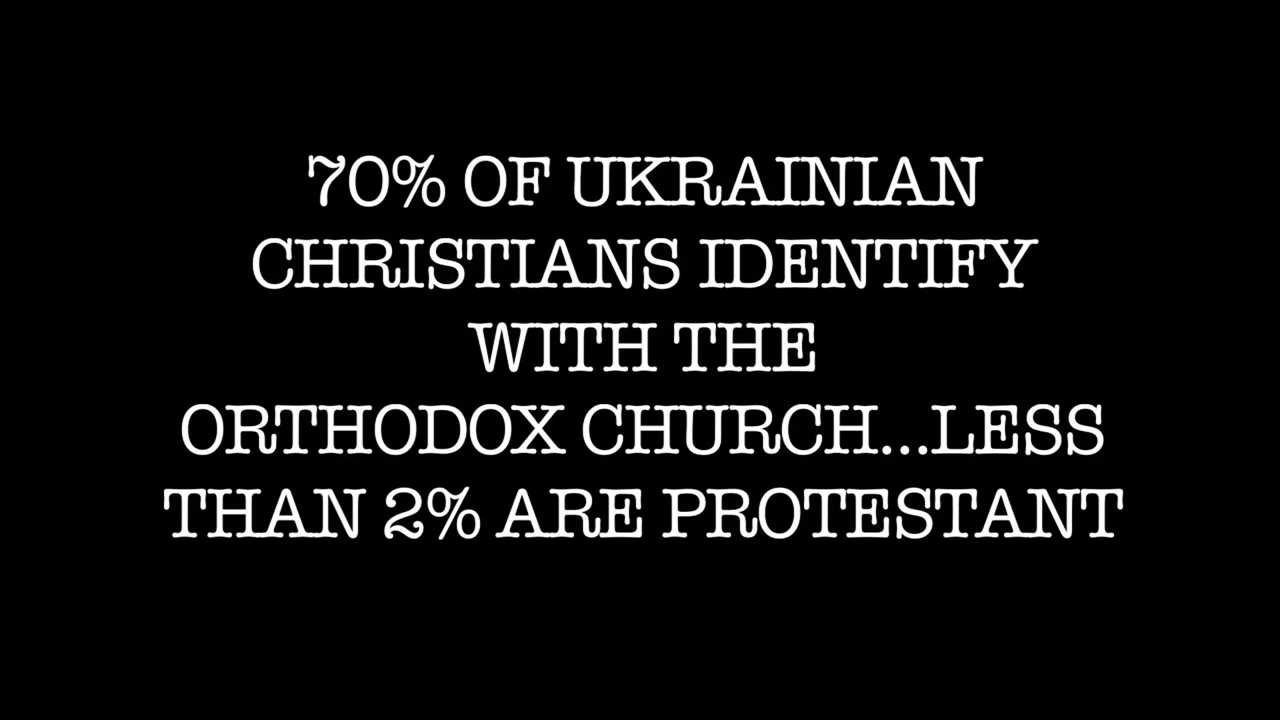 70% OF UKRAINIAN
CHRISTIANS IDENTIFY
WITH THE
ORTHODOX CHURCH...LESS
THAN 2% ARE PROTESTANT